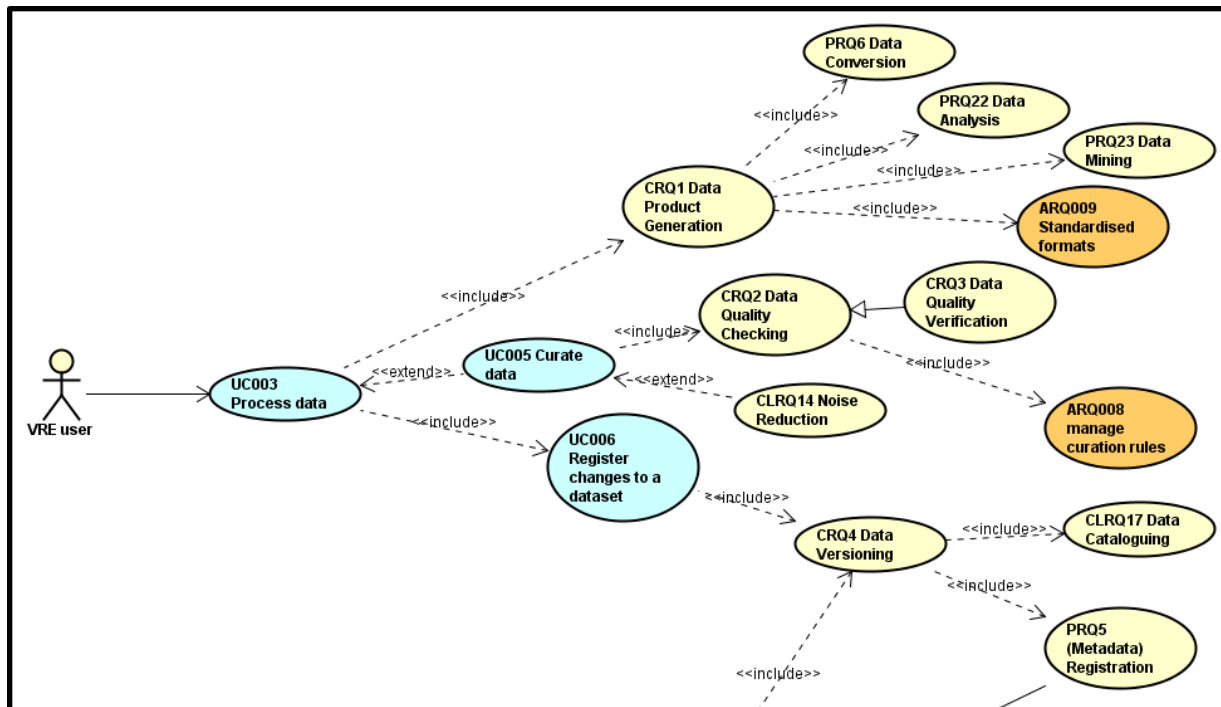 PRQ6 Data
Conversion
<<include>>
PRQ22 Data
Analysis
<<include>>
PRQ23 Data
Mining
<<include>>
CRQ1 Data
Product
Generation
<<include>>
ARQ009
Standardised
formats
<<include>>
CRQ2 Data
Quality
Checking
CRQ3 Data
Quality
Verification
<<include>>
UC005 Curate
data
<<include>>
<<extend>>
UC003
Process data
VRE user
<<extend>>
CLRQ14 Noise
Reduction
ARQ008
manage
curation rules
<<include>>
UC006
Register
changes to a
dataset
<<include>>
CRQ4 Data
Versioning
<<include>>
CLRQ17 Data
Cataloguing
<<include>>
PRQ5
(Metadata)
Registration
<<include>>